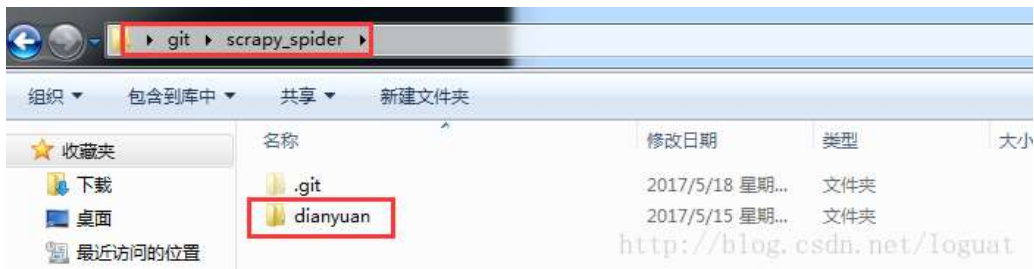 git scrapy_spider
组织 包含到库中 共享 新建文件夹
名称 修改日期 类型 大小
收藏夹
下载 .git 2017/5/18 星期... 文件夹
桌面 dianyuan 2017/5/15 星期... 文件夹
最近访问的位置 http://blog.csdn.net/loguat